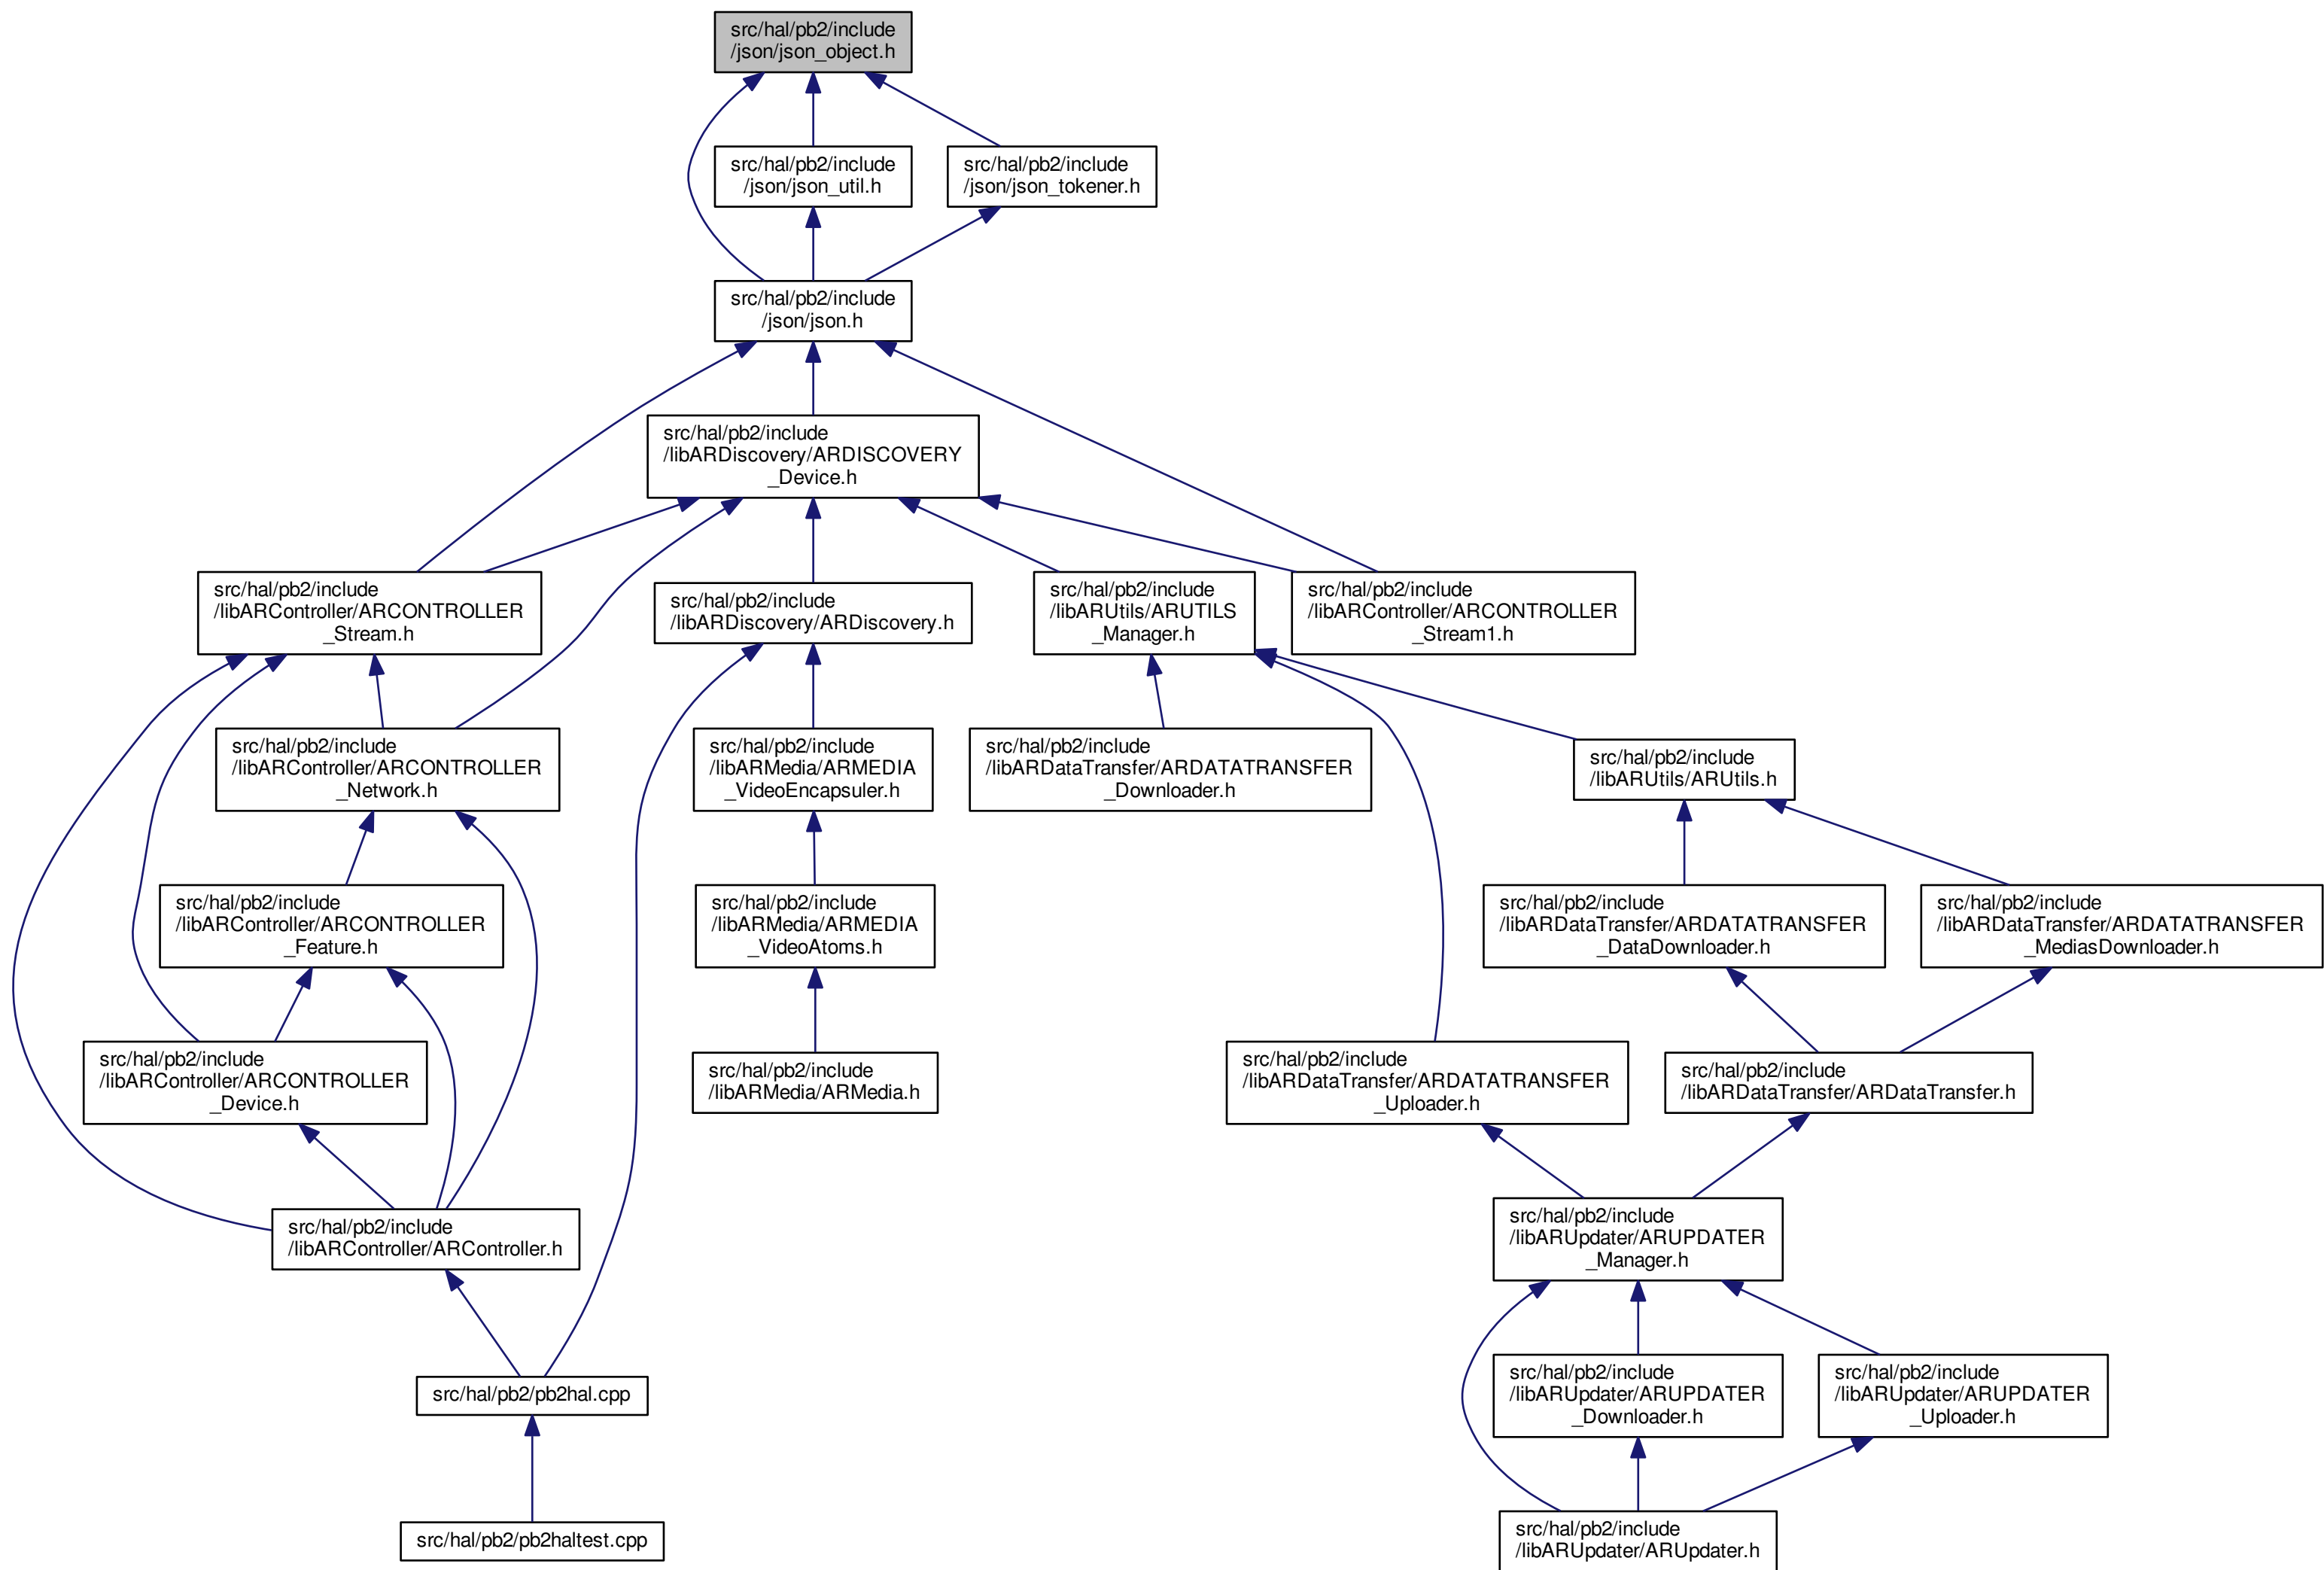 src/hal/pb2/include
/json/json_object.h
src/hal/pb2/include
/json/json_util.h
src/hal/pb2/include
/json/json_tokener.h
src/hal/pb2/include
/json/json.h
src/hal/pb2/include
/libARDiscovery/ARDISCOVERY
_Device.h
src/hal/pb2/include
/libARController/ARCONTROLLER
_Stream.h
src/hal/pb2/include
/libARDiscovery/ARDiscovery.h
src/hal/pb2/include
/libARUtils/ARUTILS
_Manager.h
src/hal/pb2/include
/libARController/ARCONTROLLER
_Stream1.h
src/hal/pb2/include
/libARController/ARCONTROLLER
_Network.h
src/hal/pb2/include
/libARMedia/ARMEDIA
_VideoEncapsuler.h
src/hal/pb2/include
/libARDataTransfer/ARDATATRANSFER
_Downloader.h
src/hal/pb2/include
/libARUtils/ARUtils.h
src/hal/pb2/include
/libARController/ARCONTROLLER
_Feature.h
src/hal/pb2/include
/libARMedia/ARMEDIA
_VideoAtoms.h
src/hal/pb2/include
/libARDataTransfer/ARDATATRANSFER
_DataDownloader.h
src/hal/pb2/include
/libARDataTransfer/ARDATATRANSFER
_MediasDownloader.h
src/hal/pb2/include
/libARController/ARCONTROLLER
_Device.h
src/hal/pb2/include
/libARMedia/ARMedia.h
src/hal/pb2/include
/libARDataTransfer/ARDATATRANSFER
_Uploader.h
src/hal/pb2/include
/libARDataTransfer/ARDataTransfer.h
src/hal/pb2/include
/libARController/ARController.h
src/hal/pb2/include
/libARUpdater/ARUPDATER
_Manager.h
src/hal/pb2/pb2hal.cpp
src/hal/pb2/include
/libARUpdater/ARUPDATER
_Downloader.h
src/hal/pb2/include
/libARUpdater/ARUPDATER
_Uploader.h
src/hal/pb2/pb2haltest.cpp
src/hal/pb2/include
/libARUpdater/ARUpdater.h